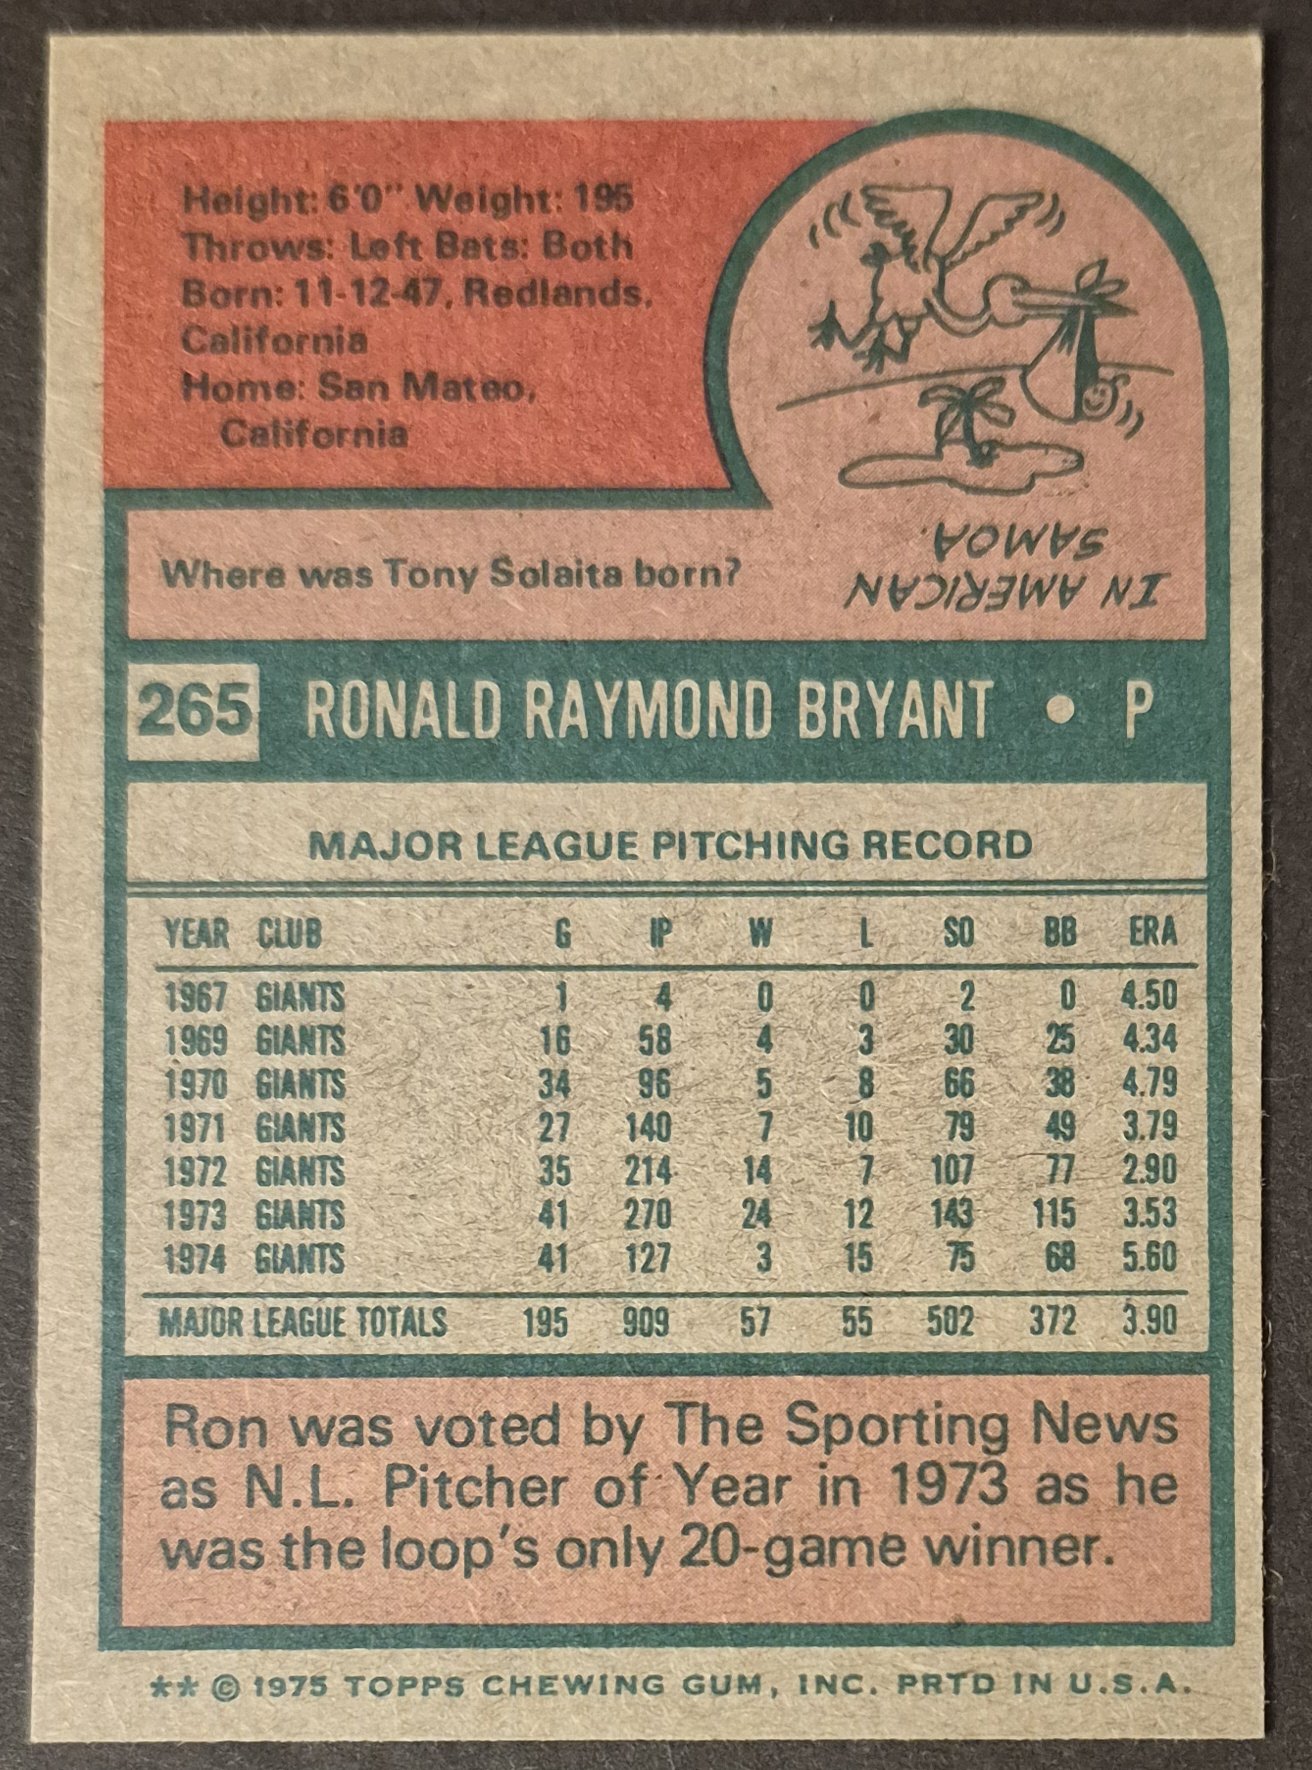 Height: 6'0" Weight: 195
Throws: Left Bats: Both
Born: 11-12-47, Redlands,
California
Home: San Mateo,
California
Where was Tony Solaita born?
IN AMERICAN
SAMOA.
265 RONALD RAYMOND BRYANT • P
MAJOR LEAGUE PITCHING RECORD
YEAR CLUB G IP W L SO BB ERA
1967 GIANTS 1 4 0 0 2 0 4.50
1969 GIANTS 16 58 4 3 30 25 4.34
1970 GIANTS 34 96 5 8 66 38 4.79
1971 GIANTS 27 140 7 10 79 49 3.79
1972 GIANTS 35 214 14 7 107 77 2.90
1973 GIANTS 41 270 24 12 143 115 3.53
1974 GIANTS 41 127 3 15 75 68 5.60
MAJOR LEAGUE TOTALS 195 909 57 55 502 372 3.90
Ron was voted by The Sporting News
as N.L. Pitcher of Year in 1973 as he
was the loop's only 20-game winner.
** © 1975 TOPPS CHEWING GUM, INC. PRTD IN U.S.A.